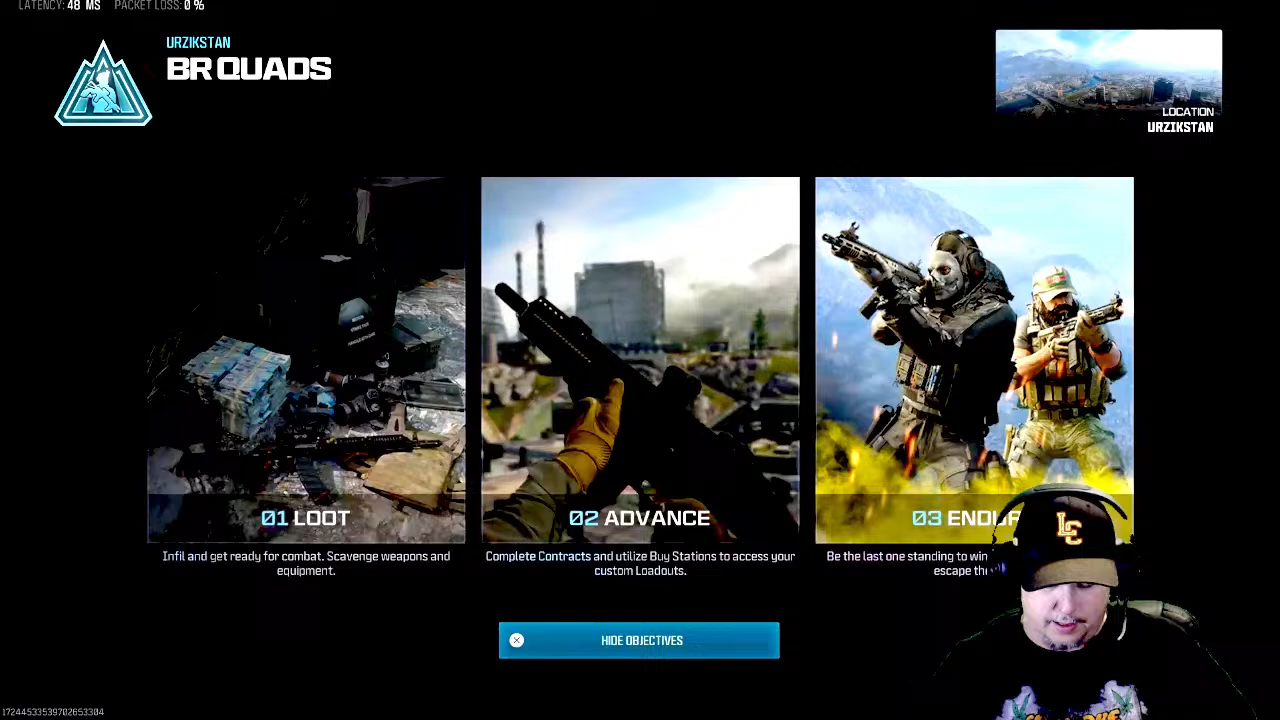 LATENCY: 48 MS PACKET LOSS: 0 %
URZIKSTAN
BR QUADS
LOCATION
URZIKSTAN
01 LOOT
Infil and get ready for combat. Scavenge weapons and
equipment.
02 ADVANCE
Complete Contracts and utilize Buy Stations to access your
custom Loadouts.
03
Be the last one standing to win
escape
HIDE OBJECTIVES
17244533539702653304
LC